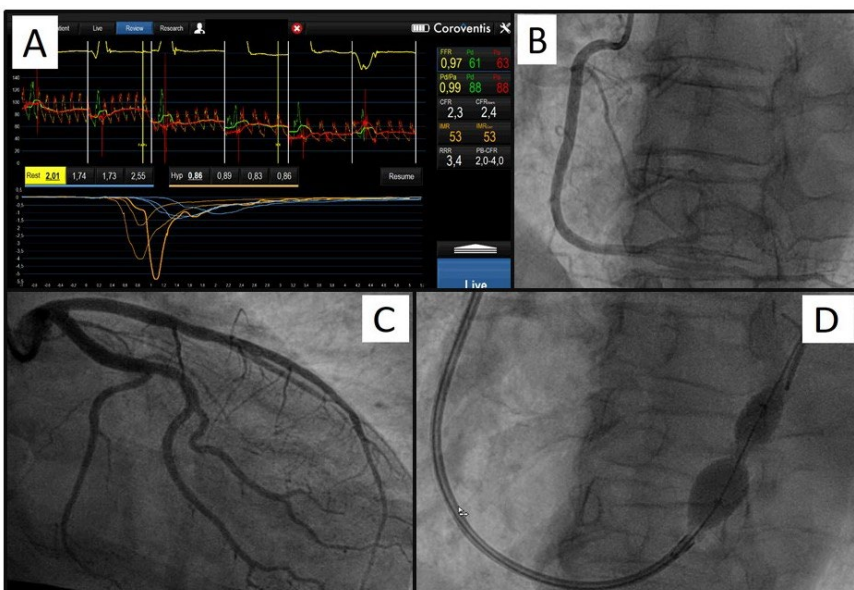 A
tient
Live
Review
Research
Coroventis
FFR Pd Pa
0,97 61 63
Pd/Pa Pd Pa
0,99 88 88
CFR CFRnorm
2,3 2,4
IMR IMRcorr
53 53
RRR PB-CFR
3,4 2,0-4,0
140
120
100
80
60
40
20
0
Rest 2,01 1,74 1,73 2,55
Hyp 0,86 0,89 0,83 0,86
Resume
Live
B
C
D